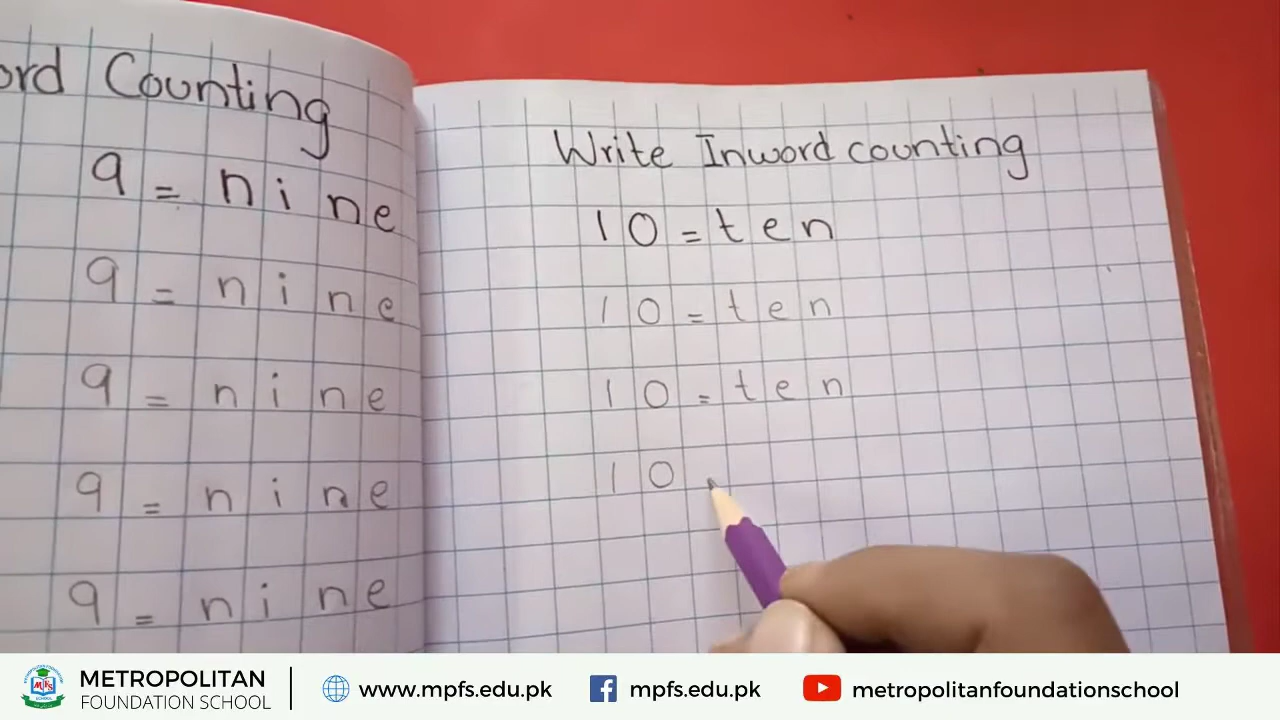 ord Counting
9 = nine
9 = nine
9 = nine
9 = nine
9 = nine
Write Inword counting
10 = ten
10 = ten
10 = ten
10
METROPOLITAN
FOUNDATION SCHOOL
www.mpfs.edu.pk
mpfs.edu.pk
metropolitanfoundationschool